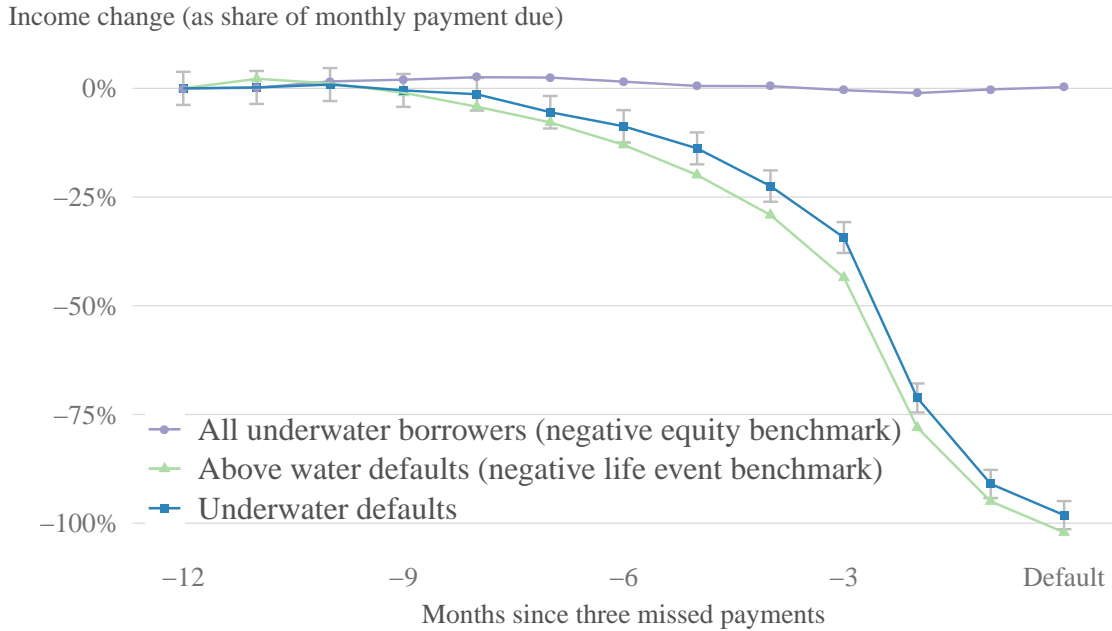 Income change (as share of monthly payment due)
0%
−25%
−50%
−75%
−100%
All underwater borrowers (negative equity benchmark)
Above water defaults (negative life event benchmark)
Underwater defaults
−12
−9
−6
−3
Default
Months since three missed payments